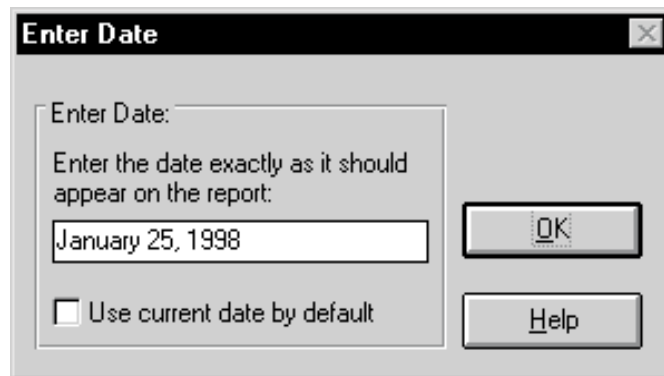 Enter Date
Enter Date:
Enter the date exactly as it should
appear on the report:
January 25, 1998
Use current date by default
OK
Help